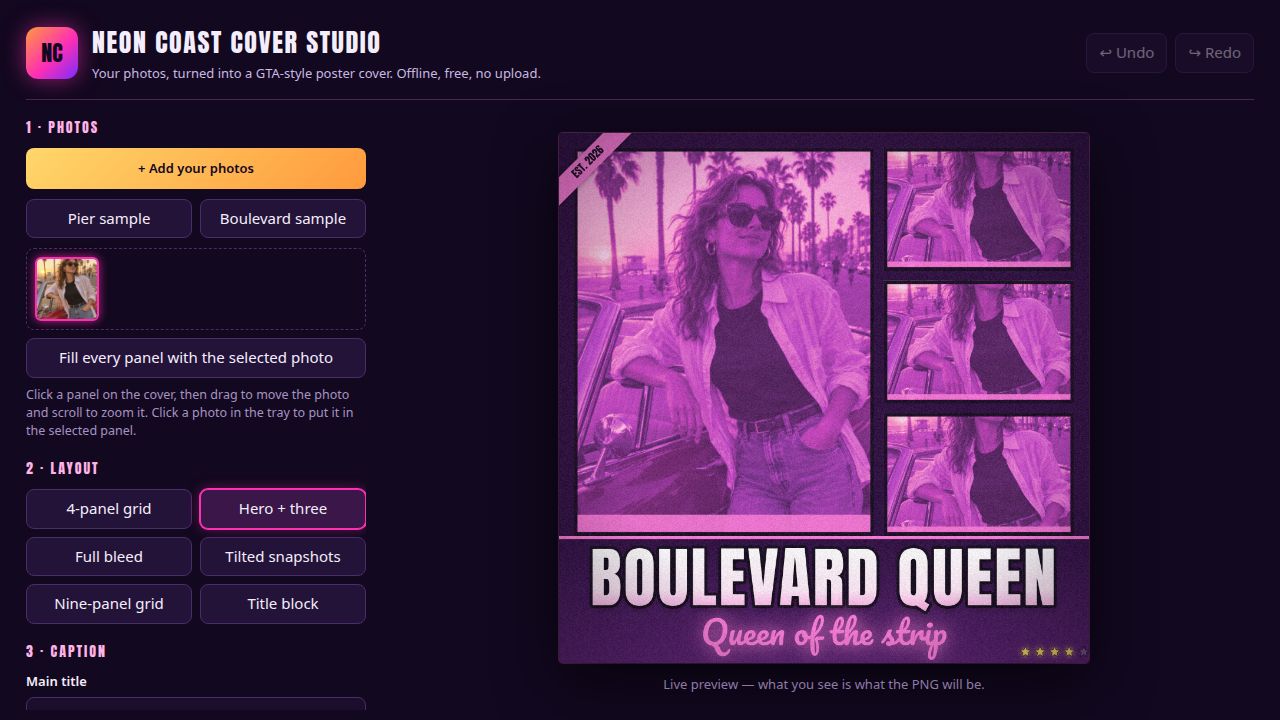 NC
NEON COAST COVER STUDIO
Your photos, turned into a GTA-style poster cover. Offline, free, no upload.
↩ Undo
↪ Redo
1 · PHOTOS
+ Add your photos
Pier sample
Boulevard sample
Fill every panel with the selected photo
Click a panel on the cover, then drag to move the photo
and scroll to zoom it. Click a photo in the tray to put it in
the selected panel.
2 · LAYOUT
4-panel grid
Hero + three
Full bleed
Tilted snapshots
Nine-panel grid
Title block
3 · CAPTION
Main title
EST. 2026
BOULEVARD QUEEN
Queen of the strip
Live preview — what you see is what the PNG will be.